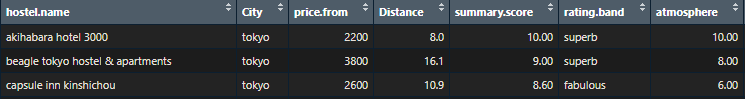 hostel.name City price.from Distance summary.score rating.band atmosphere
akihabara hotel 3000 tokyo 2200 8.0 10.00 superb 10.00
beagle tokyo hostel & apartments tokyo 3800 16.1 9.00 superb 8.00
capsule inn kinshichou tokyo 2600 10.9 8.60 fabulous 6.00